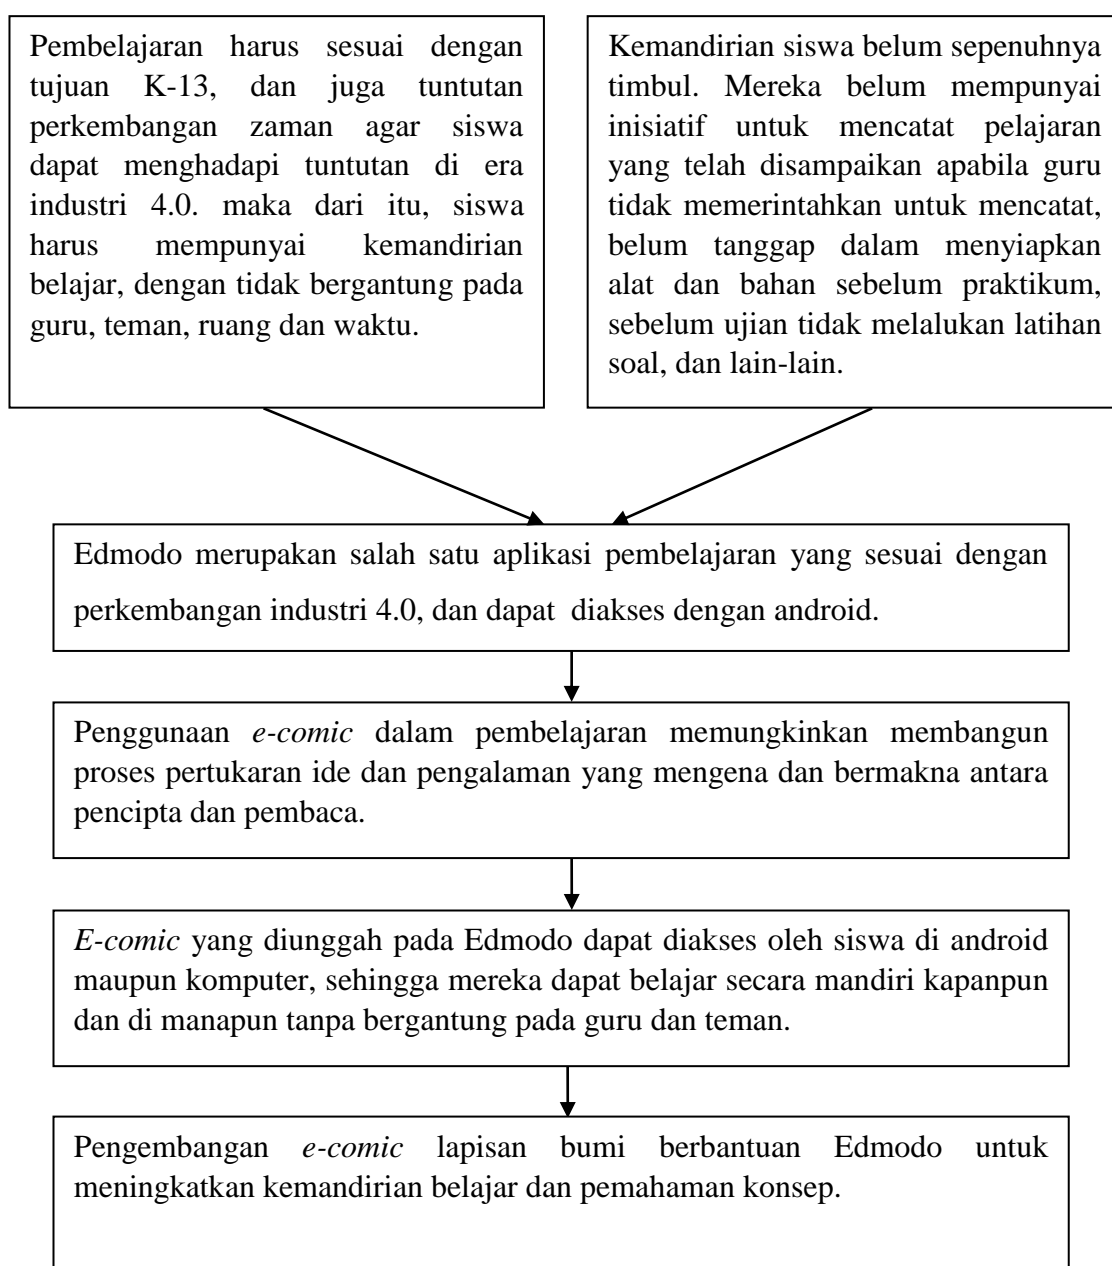 Pembelajaran harus sesuai dengan
tujuan K-13, dan juga tuntutan
perkembangan zaman agar siswa
dapat menghadapi tuntutan di era
industri 4.0. maka dari itu, siswa
harus mempunyai kemandirian
belajar, dengan tidak bergantung pada
guru, teman, ruang dan waktu.
Kemandirian siswa belum sepenuhnya
timbul. Mereka belum mempunyai
inisiatif untuk mencatat pelajaran
yang telah disampaikan apabila guru
tidak memerintahkan untuk mencatat,
belum tanggap dalam menyiapkan
alat dan bahan sebelum praktikum,
sebelum ujian tidak melalukan latihan
soal, dan lain-lain.
Edmodo merupakan salah satu aplikasi pembelajaran yang sesuai dengan
perkembangan industri 4.0, dan dapat diakses dengan android.
Penggunaan e-comic dalam pembelajaran memungkinkan membangun
proses pertukaran ide dan pengalaman yang mengena dan bermakna antara
pencipta dan pembaca.
E-comic yang diunggah pada Edmodo dapat diakses oleh siswa di android
maupun komputer, sehingga mereka dapat belajar secara mandiri kapanpun
dan di manapun tanpa bergantung pada guru dan teman.
Pengembangan e-comic lapisan bumi berbantuan Edmodo untuk
meningkatkan kemandirian belajar dan pemahaman konsep.